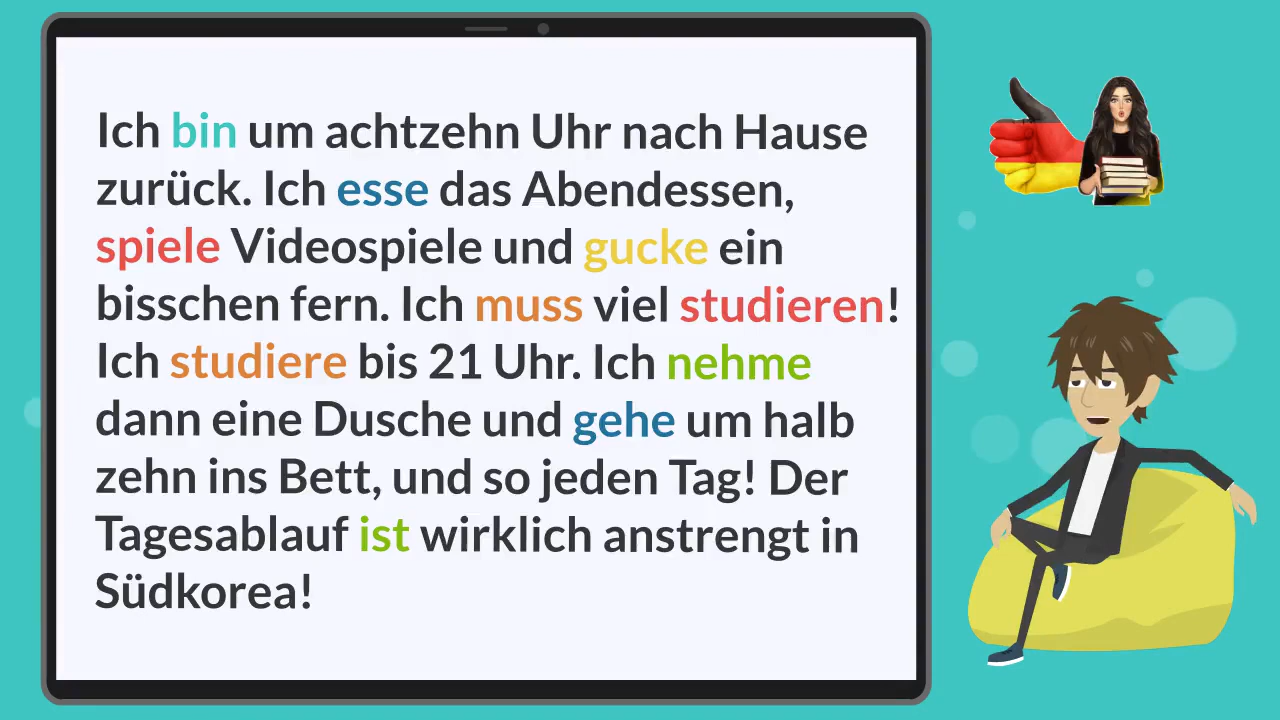 Ich bin um achtzehn Uhr nach Hause
zurück. Ich esse das Abendessen,
spiele Videospiele und gucke ein
bisschen fern. Ich muss viel studieren!
Ich studiere bis 21 Uhr. Ich nehme
dann eine Dusche und gehe um halb
zehn ins Bett, und so jeden Tag! Der
Tagesablauf ist wirklich anstrengt in
Südkorea!